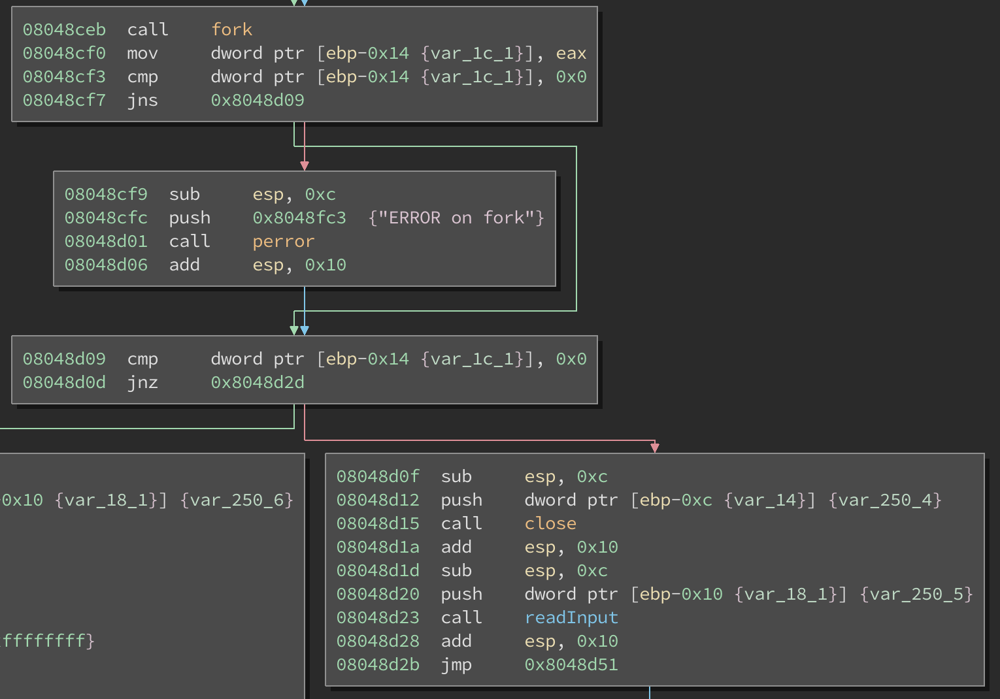 08048ceb  call    fork
08048cf0  mov     dword ptr [ebp-0x14 {var_1c_1}], eax
08048cf3  cmp     dword ptr [ebp-0x14 {var_1c_1}], 0x0
08048cf7  jns     0x8048d09
08048cf9  sub     esp, 0xc
08048cfc  push    0x8048fc3  {"ERROR on fork"}
08048d01  call    perror
08048d06  add     esp, 0x10
08048d09  cmp     dword ptr [ebp-0x14 {var_1c_1}], 0x0
08048d0d  jnz     0x8048d2d
0x10 {var_18_1}] {var_250_6}
ffffffff}
08048d0f  sub     esp, 0xc
08048d12  push    dword ptr [ebp-0xc {var_14}] {var_250_4}
08048d15  call    close
08048d1a  add     esp, 0x10
08048d1d  sub     esp, 0xc
08048d20  push    dword ptr [ebp-0x10 {var_18_1}] {var_250_5}
08048d23  call    readInput
08048d28  add     esp, 0x10
08048d2b  jmp     0x8048d51